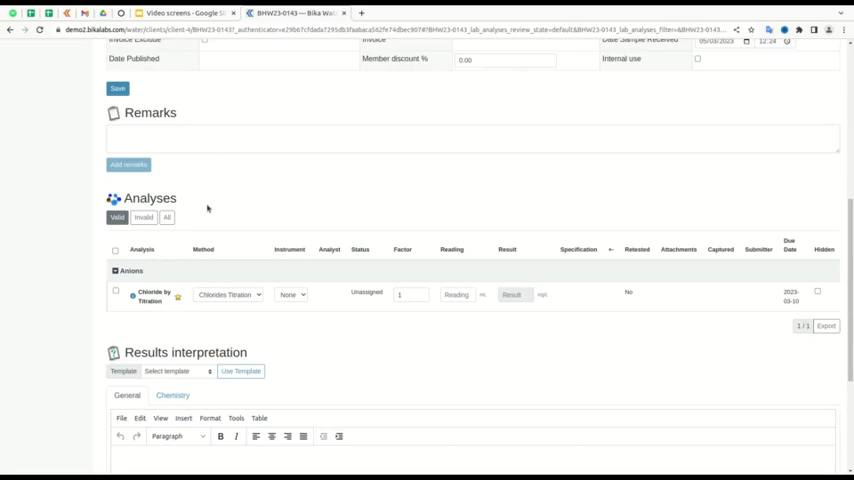 Video screens - Google Sl
BHW23-0143 — Bika Wa
demo2.bikalabs.com/water/clients/client-4/BHW23-0143?_authenticator=e29b67cfdada7295db3faabaca562fe74dbec907#?BHW23-0143_lab_analyses_review_state=default&BHW23-0143_lab_analyses_filter=&BHW23-0143...
Invoice Exclude Invoice Date Sample Received 05/03/2023 12:24
Date Published Member discount % 0.00 Internal use
Save
Remarks
Add remarks
Analyses
Valid Invalid All
Analysis Method Instrument Analyst Status Factor Reading Result Specification Retested Attachments Captured Submitter Due Date Hidden
Anions
Chloride by Titration Chlorides Titration None Unassigned 1 Reading mL Result mg/L No 2023-03-10
1 / 1 Export
Results interpretation
Template Select template Use Template
General Chemistry
File Edit View Insert Format Tools Table
Paragraph B I